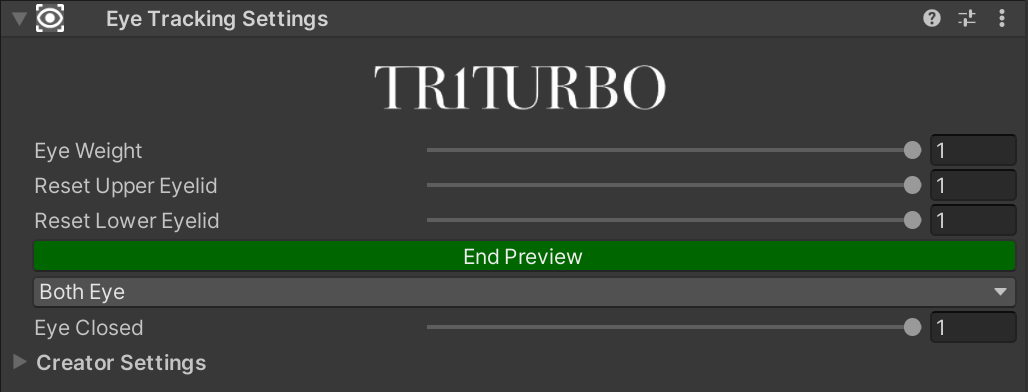 Eye Tracking Settings
TR1TURBO
Eye Weight 1
Reset Upper Eyelid 1
Reset Lower Eyelid 1
End Preview
Both Eye
Eye Closed 1
Creator Settings